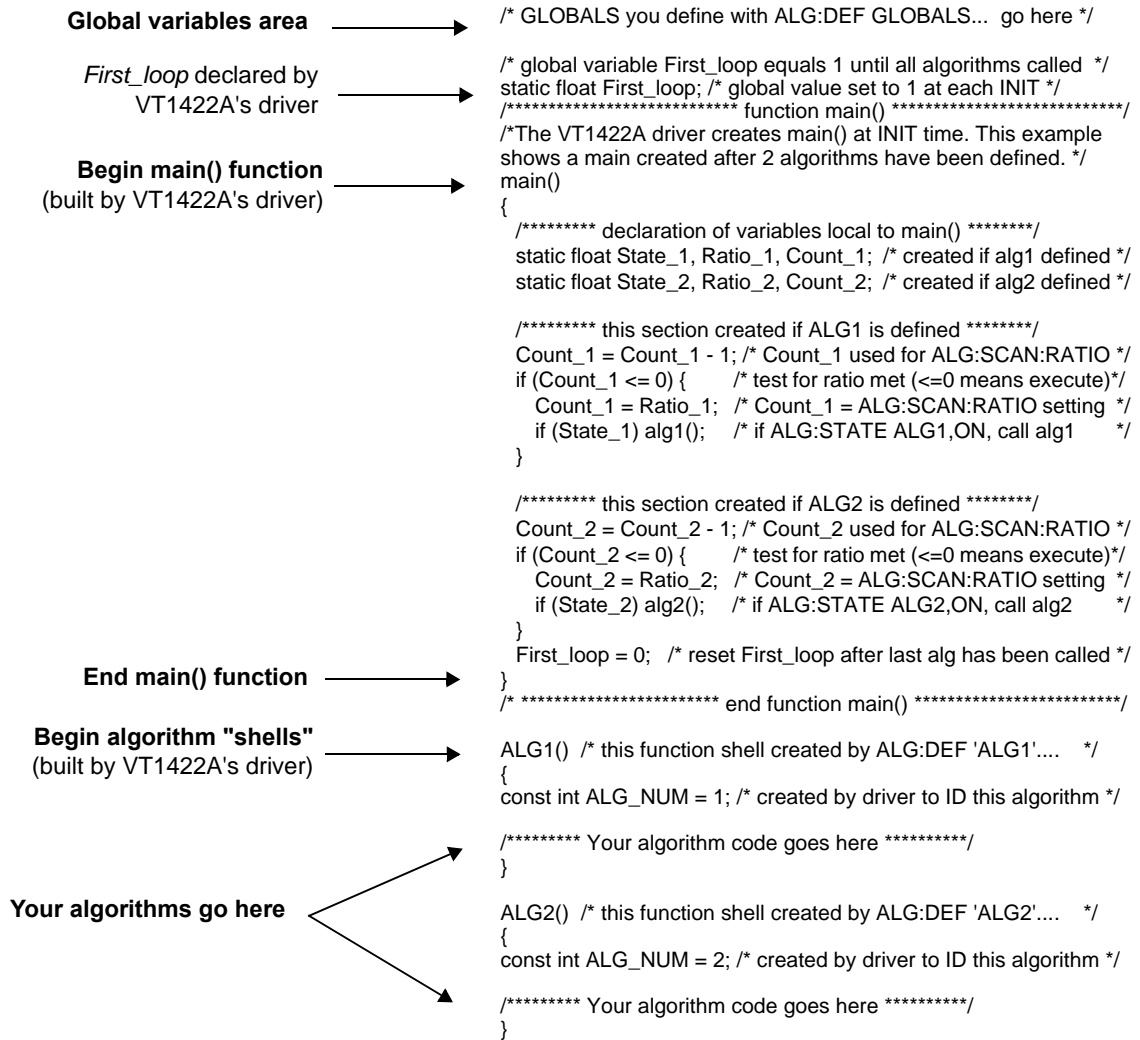 Global variables area
/* GLOBALS you define with ALG:DEF GLOBALS... go here */
First_loop declared by
VT1422A's driver
/* global variable First_loop equals 1 until all algorithms called */
static float First_loop; /* global value set to 1 at each INIT */
/**************************** function main() ****************************/
/*The VT1422A driver creates main() at INIT time. This example
shows a main created after 2 algorithms have been defined. */
Begin main() function
(built by VT1422A's driver)
main()
{
/********* declaration of variables local to main() ********/
static float State_1, Ratio_1, Count_1; /* created if alg1 defined */
static float State_2, Ratio_2, Count_2; /* created if alg2 defined */
/********* this section created if ALG1 is defined ********/
Count_1 = Count_1 - 1; /* Count_1 used for ALG:SCAN:RATIO */
if (Count_1 <= 0) { /* test for ratio met (<=0 means execute)*/
Count_1 = Ratio_1; /* Count_1 = ALG:SCAN:RATIO setting */
if (State_1) alg1(); /* if ALG:STATE ALG1,ON, call alg1 */
}
/********* this section created if ALG2 is defined ********/
Count_2 = Count_2 - 1; /* Count_2 used for ALG:SCAN:RATIO */
if (Count_2 <= 0) { /* test for ratio met (<=0 means execute)*/
Count_2 = Ratio_2; /* Count_2 = ALG:SCAN:RATIO setting */
if (State_2) alg2(); /* if ALG:STATE ALG2,ON, call alg2 */
}
First_loop = 0; /* reset First_loop after last alg has been called */
End main() function
}
/* ************************ end function main() *************************/
Begin algorithm "shells"
(built by VT1422A's driver)
ALG1() /* this function shell created by ALG:DEF 'ALG1'.... */
{
const int ALG_NUM = 1; /* created by driver to ID this algorithm */
/********* Your algorithm code goes here **********/
}
Your algorithms go here
ALG2() /* this function shell created by ALG:DEF 'ALG2'.... */
{
const int ALG_NUM = 2; /* created by driver to ID this algorithm */
/********* Your algorithm code goes here **********/
}